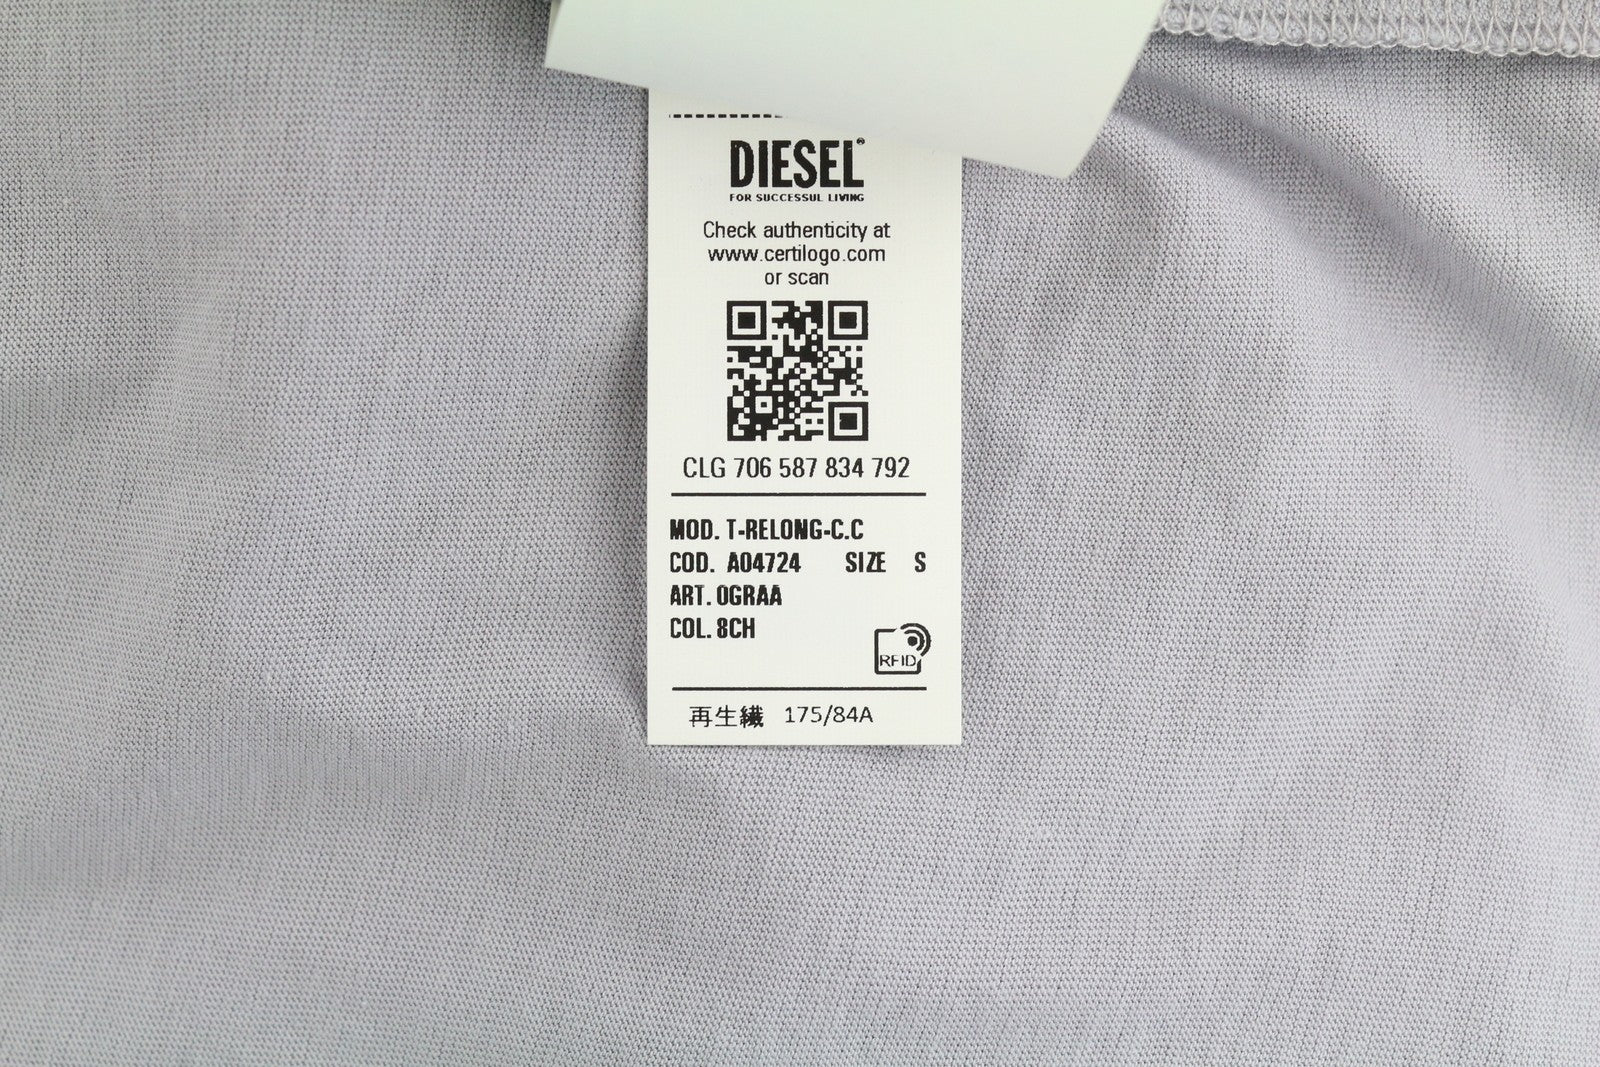 DIESEL®
FOR SUCCESSUL LIVING
Check authenticity at
www.certilogo.com
or scan
CLG 706 587 834 792
MOD. T-RELONG-C.C
COD. A04724 SIZE S
ART. 0GRAA
COL. 8CH
RFID
再生繊 175/84A